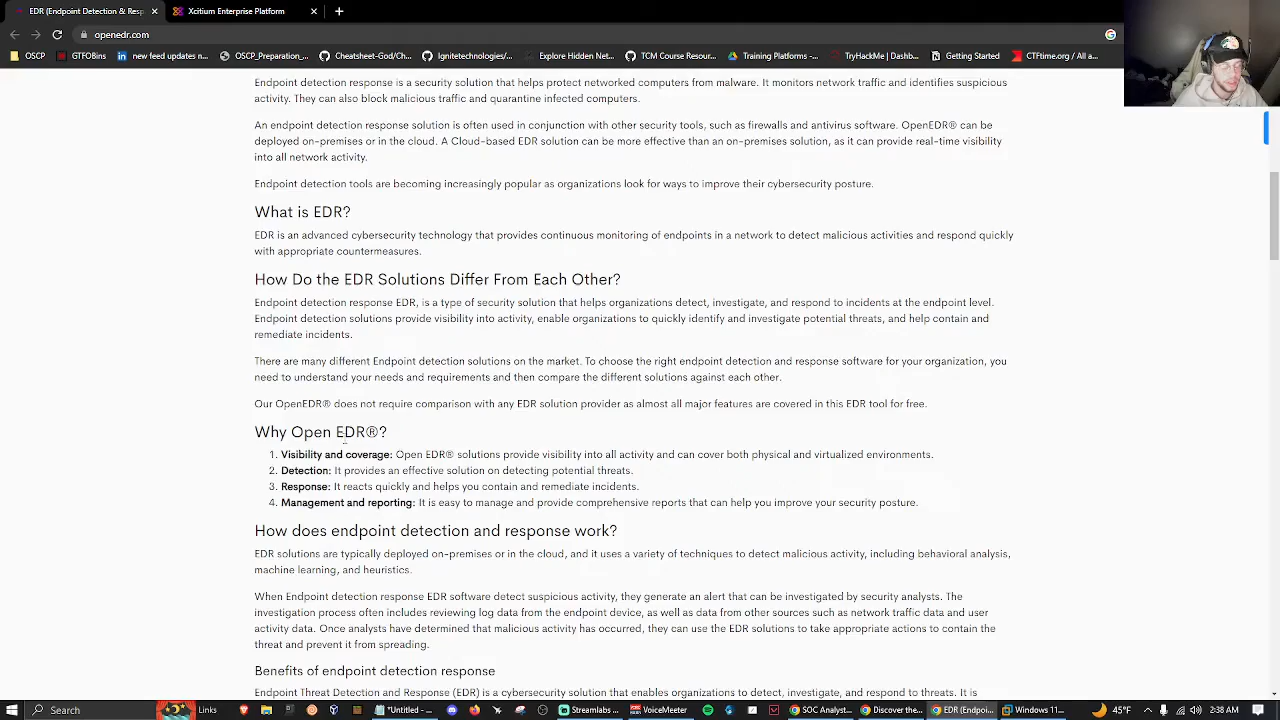 EDR (Endpoint Detection & Resp
Xcitium Enterprise Platform
openedr.com
OSCP
GTFOBins
new feed updates n...
OSCP_Preparation_...
Cheatsheet-God/Ch...
Ignitetechnologies/...
Explore Hidden Net...
TCM Course Resour...
Training Platforms -...
TryHackMe | Dashb...
Getting Started
CTFtime.org / All a...
Endpoint detection response is a security solution that helps protect networked computers from malware. It monitors network traffic and identifies suspicious
activity. They can also block malicious traffic and quarantine infected computers.
An endpoint detection response solution is often used in conjunction with other security tools, such as firewalls and antivirus software. OpenEDR® can be
deployed on-premises or in the cloud. A Cloud-based EDR solution can be more effective than an on-premises solution, as it can provide real-time visibility
into all network activity.
Endpoint detection tools are becoming increasingly popular as organizations look for ways to improve their cybersecurity posture.
What is EDR?
EDR is an advanced cybersecurity technology that provides continuous monitoring of endpoints in a network to detect malicious activities and respond quickly
with appropriate countermeasures.
How Do the EDR Solutions Differ From Each Other?
Endpoint detection response EDR, is a type of security solution that helps organizations detect, investigate, and respond to incidents at the endpoint level.
Endpoint detection solutions provide visibility into activity, enable organizations to quickly identify and investigate potential threats, and help contain and
remediate incidents.
There are many different Endpoint detection solutions on the market. To choose the right endpoint detection and response software for your organization, you
need to understand your needs and requirements and then compare the different solutions against each other.
Our OpenEDR® does not require comparison with any EDR solution provider as almost all major features are covered in this EDR tool for free.
Why Open EDR®?
1. Visibility and coverage: Open EDR® solutions provide visibility into all activity and can cover both physical and virtualized environments.
2. Detection: It provides an effective solution on detecting potential threats.
3. Response: It reacts quickly and helps you contain and remediate incidents.
4. Management and reporting: It is easy to manage and provide comprehensive reports that can help you improve your security posture.
How does endpoint detection and response work?
EDR solutions are typically deployed on-premises or in the cloud, and it uses a variety of techniques to detect malicious activity, including behavioral analysis,
machine learning, and heuristics.
When Endpoint detection response EDR software detect suspicious activity, they generate an alert that can be investigated by security analysts. The
investigation process often includes reviewing log data from the endpoint device, as well as data from other sources such as network traffic data and user
activity data. Once analysts have determined that malicious activity has occurred, they can use the EDR solutions to take appropriate actions to contain the
threat and prevent it from spreading.
Benefits of endpoint detection response
Endpoint Threat Detection and Response (EDR) is a cybersecurity solution that enables organizations to detect, investigate, and respond to threats. It is
Search
Links
*Untitled - ...
Streamlabs ...
VoiceMeeter
SOC Analyst...
Discover the...
EDR (Endpoi...
Windows 11...
45°F
2:38 AM